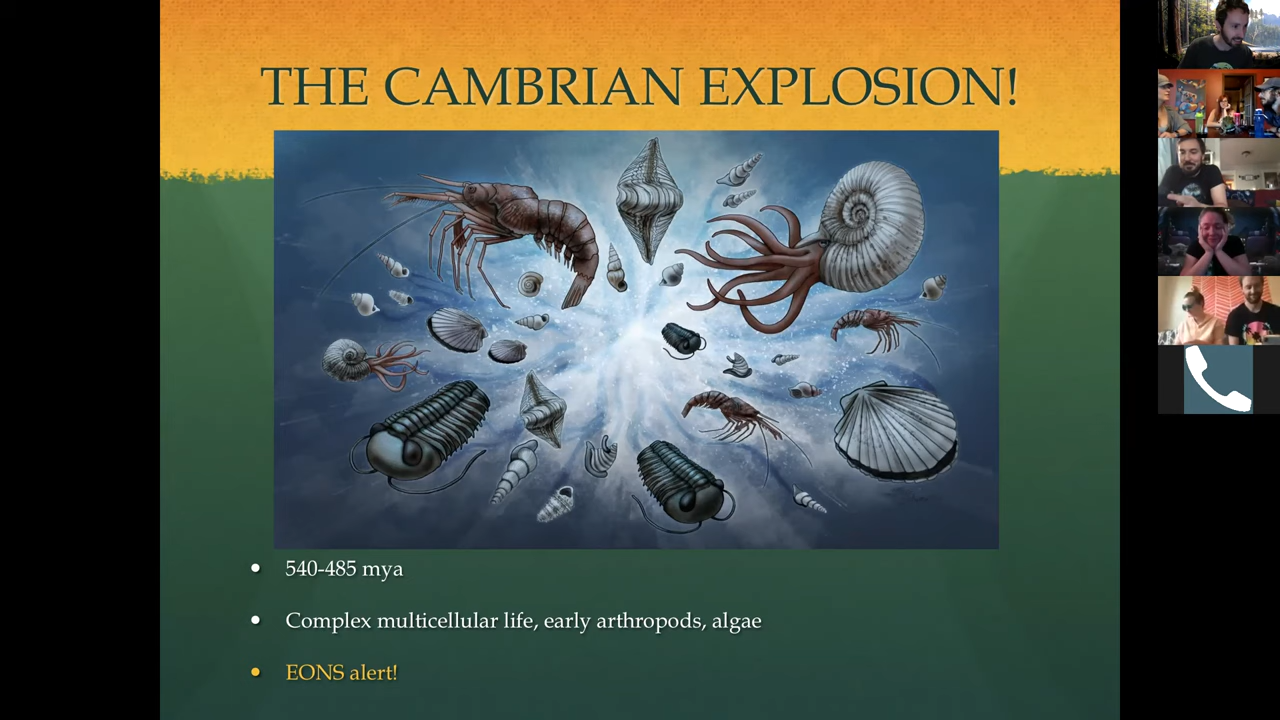 THE CAMBRIAN EXPLOSION!
540-485 mya
Complex multicellular life, early arthropods, algae
EONS alert!